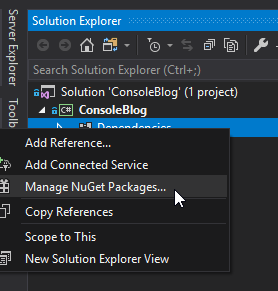 Solution Explorer
Server Explorer
Toolb
Search Solution Explorer (Ctrl+;)
Solution 'ConsoleBlog' (1 project)
C#
ConsoleBlog
Dependencies
Add Reference...
Add Connected Service
Manage NuGet Packages...
Copy References
Scope to This
New Solution Explorer View